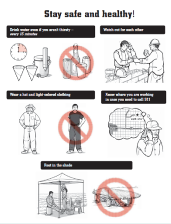 Stay safe and healthy!
Drink water even if you aren't thirsty –
every 15 minutes
Watch out for each other
Wear a hat and light-colored clothing
Know where you are working
in case you need to call 911
Rest in the shade